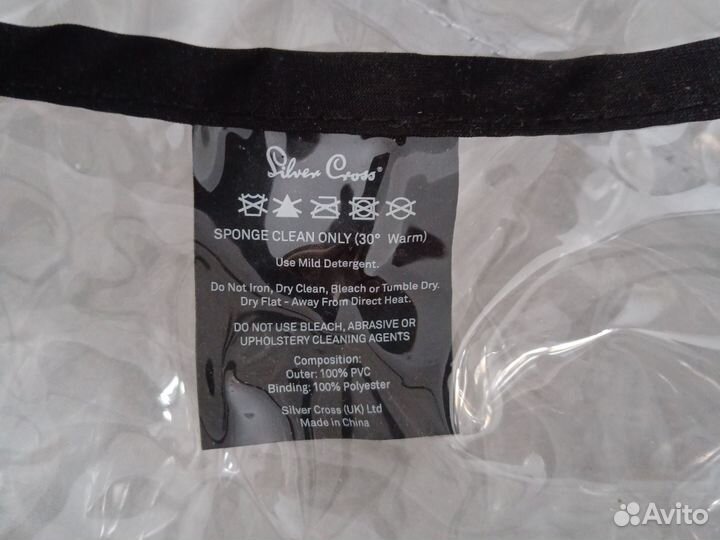 Silver Cross®
SPONGE CLEAN ONLY (30° Warm)
Use Mild Detergent.
Do Not Iron, Dry Clean, Bleach or Tumble Dry.
Dry Flat - Away From Direct Heat.
DO NOT USE BLEACH, ABRASIVE OR
UPHOLSTERY CLEANING AGENTS
Composition:
Outer: 100% PVC
Binding: 100% Polyester
Silver Cross (UK) Ltd
Made in China
Avito